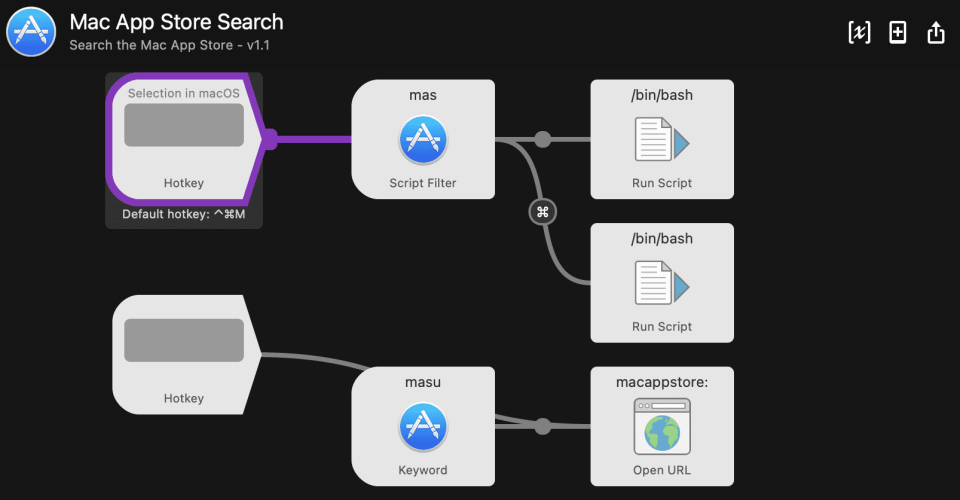 Mac App Store Search
Search the Mac App Store - v1.1
Selection in macOS
Hotkey
Default hotkey: ^⌘M
mas
Script Filter
/bin/bash
Run Script
⌘
/bin/bash
Run Script
Hotkey
masu
Keyword
macappstore:
Open URL